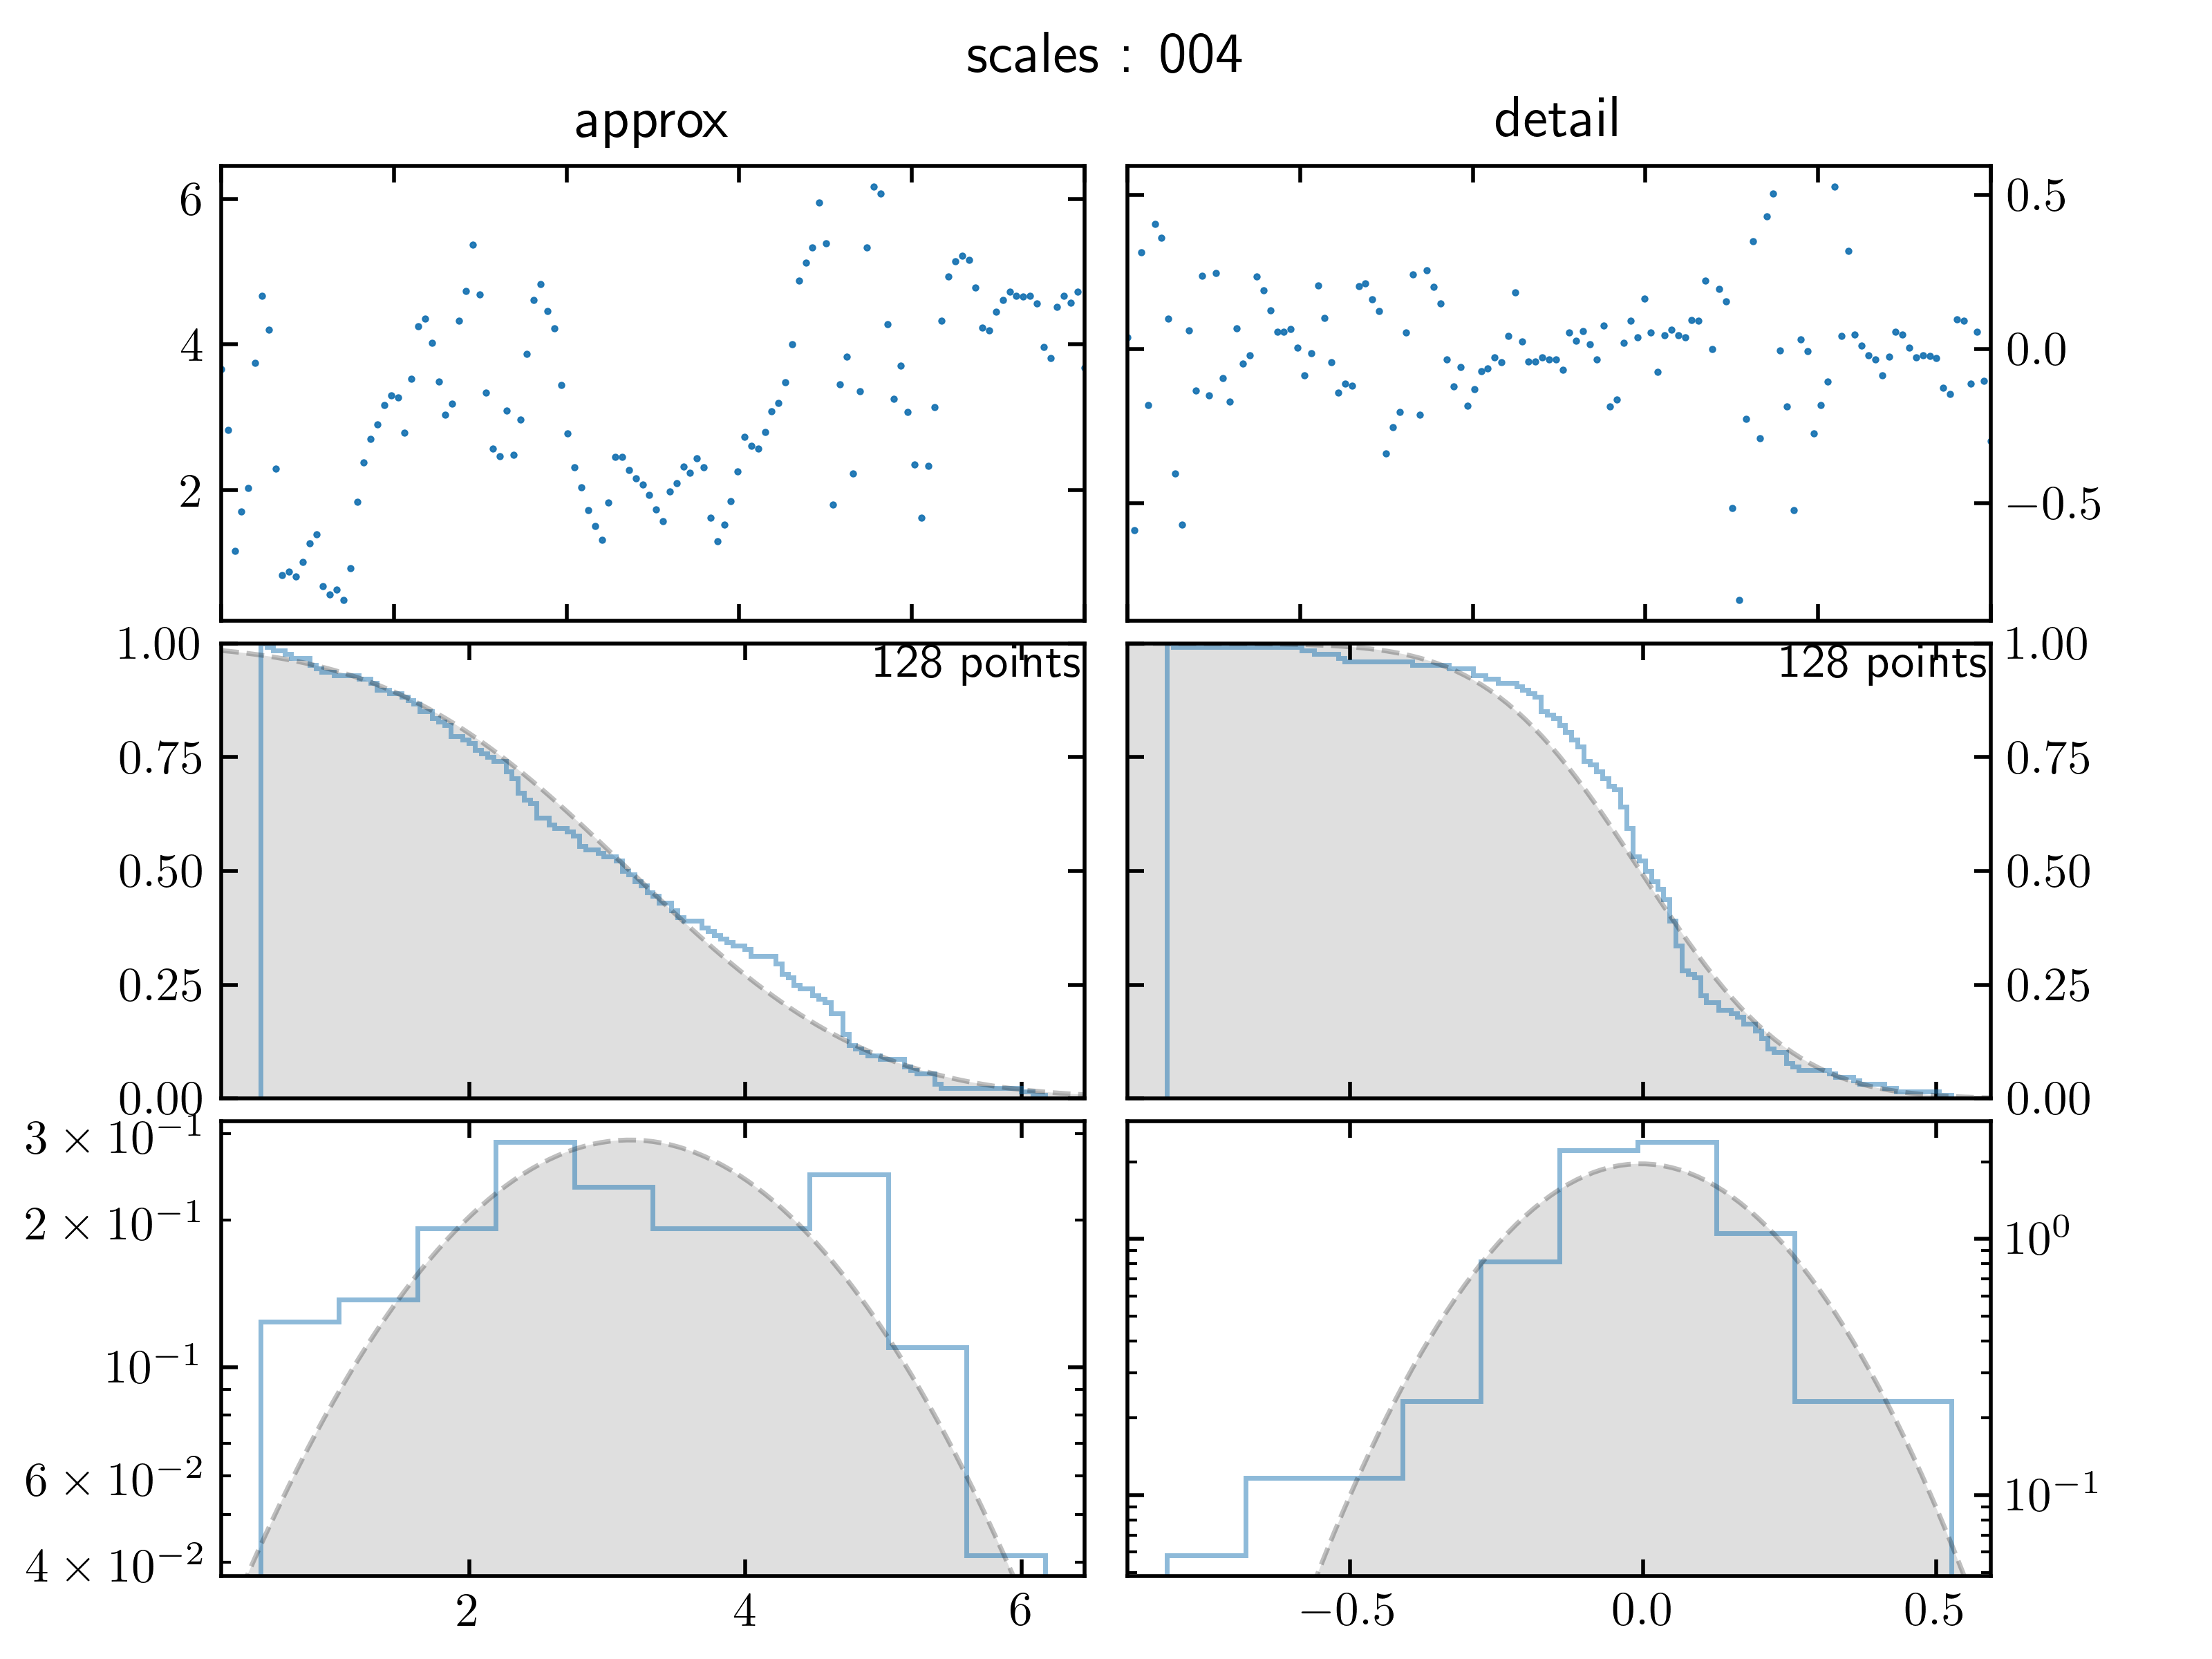 scales : 004
approx
detail
6
4
2
0.5
0.0
−0.5
1.00
0.75
0.50
0.25
0.00
128 points
128 points
1.00
0.75
0.50
0.25
0.00
3 × 10⁻¹
2 × 10⁻¹
10⁻¹
6 × 10⁻²
4 × 10⁻²
10⁰
10⁻¹
2 4 6
−0.5 0.0 0.5